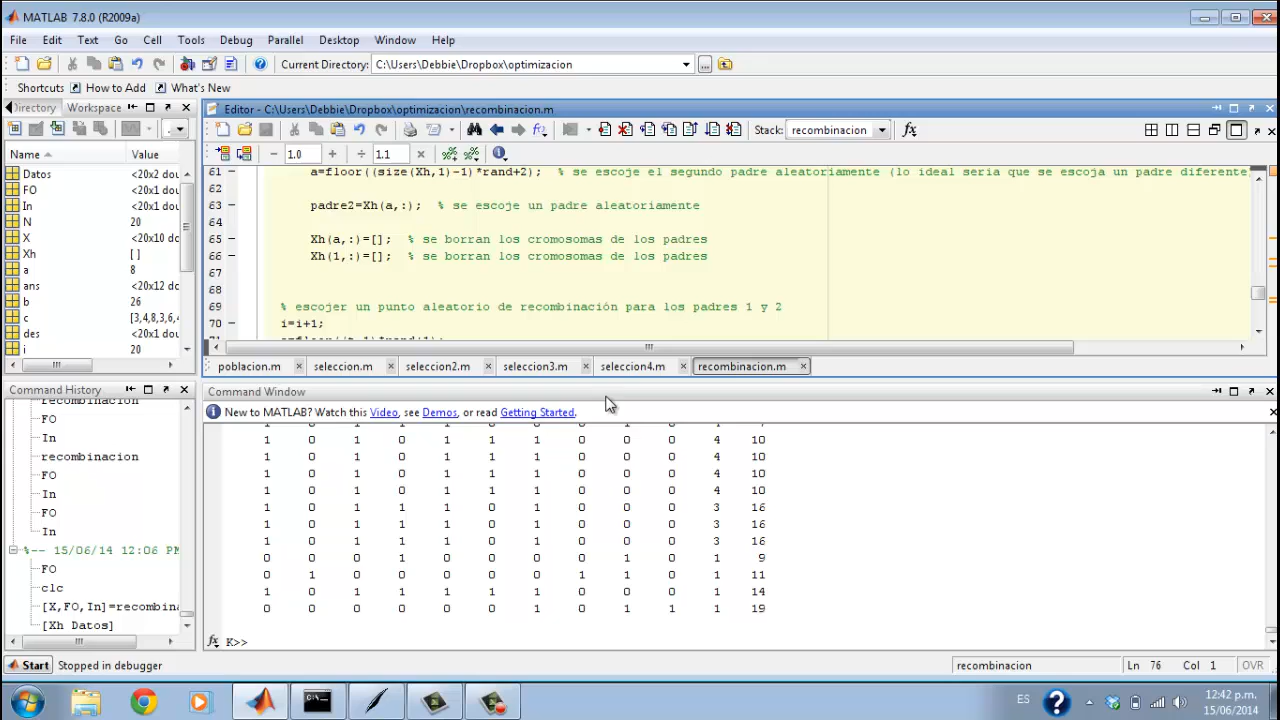 MATLAB 7.8.0 (R2009a)
File Edit Text Go Cell Tools Debug Parallel Desktop Window Help
Current Directory: C:\Users\Debbie\Dropbox\optimizacion
Shortcuts How to Add What's New
Directory Workspace
Editor - C:\Users\Debbie\Dropbox\optimizacion\recombinacion.m
Stack: recombinacion
1.0 1.1
Name Value
Datos <20x2 dou
FO <20x1 dou
In <20x1 dou
N 20
X <20x10 do
Xh []
a 8
ans <20x12 do
b 26
c [3,4,8,3,6,4
des <20x1 dou
i 20
61 a=floor((size(Xh,1)-1)*rand+2); % se escoje el segundo padre aleatoriamente (lo ideal seria que se escoja un padre diferente
62
63 padre2=Xh(a,:); % se escoje un padre aleatoriamente
64
65 Xh(a,:)=[]; % se borran los cromosomas de los padres
66 Xh(1,:)=[]; % se borran los cromosomas de los padres
67
68
69 % escojer un punto aleatorio de recombinación para los padres 1 y 2
70 i=i+1;
poblacion.m seleccion.m seleccion2.m seleccion3.m seleccion4.m recombinacion.m
Command History
recombinacion
FO
In
recombinacion
FO
In
FO
In
%-- 15/06/14 12:06 PM
FO
clc
[X,FO,In]=recombina
[Xh Datos]
Command Window
New to MATLAB? Watch this Video, see Demos, or read Getting Started.
1 0 1 1 1 1 1 0 0 0 4 10
1 0 1 0 1 1 1 0 0 0 4 10
1 0 1 0 1 1 1 0 0 0 4 10
1 0 1 0 1 1 1 0 0 0 4 10
1 0 1 1 1 0 1 0 0 0 3 16
1 0 1 1 1 0 1 0 0 0 3 16
1 0 1 1 1 0 1 0 0 0 3 16
0 0 0 1 0 0 0 0 1 0 1 9
0 1 0 0 0 0 0 1 1 0 1 11
1 0 1 1 1 1 1 0 0 0 1 14
0 0 0 0 0 0 1 0 1 1 1 19
K>>
Start Stopped in debugger recombinacion Ln 76 Col 1 OVR
ES 12:42 p.m.
15/06/2014